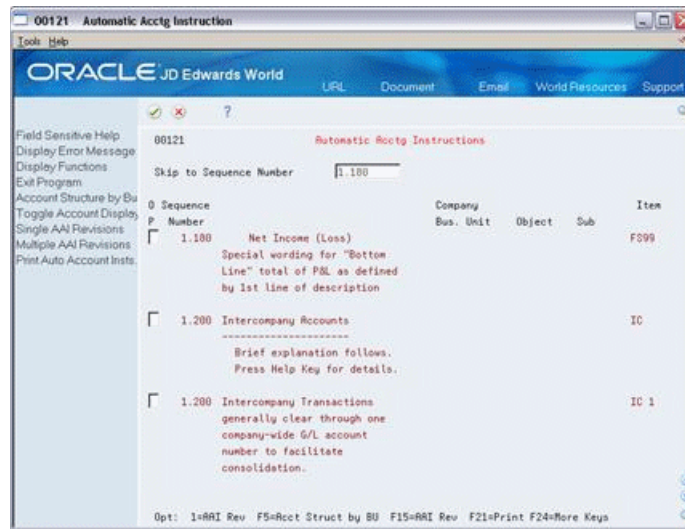 00121 Automatic Acctg Instruction
Tools Help
ORACLE JD Edwards World
URL Document Email World Resources Support
?
Field Sensitive Help
Display Error Message
Display Functions
Exit Program
Account Structure by Bu
Toggle Account Display
Single AAI Revisions
Multiple AAI Revisions
Print Auto Account Insts.
00121 Automatic Acctg Instructions
Skip to Sequence Number 1.180
O Sequence Company Item
P Number Bus. Unit Object Sub
1.180 Net Income (Loss) FS99
Special wording for "Bottom
Line" total of P&L as defined
by 1st line of description
1.200 Intercompany Accounts IC
--------------------
Brief explanation follows.
Press Help Key for details.
1.200 Intercompany Transactions IC 1
generally clear through one
company-wide G/L account
number to facilitate
consolidation.
Opt: 1=AAI Rev F5=Acct Struct by BU F15=AAI Rev F21=Print F24=More Keys